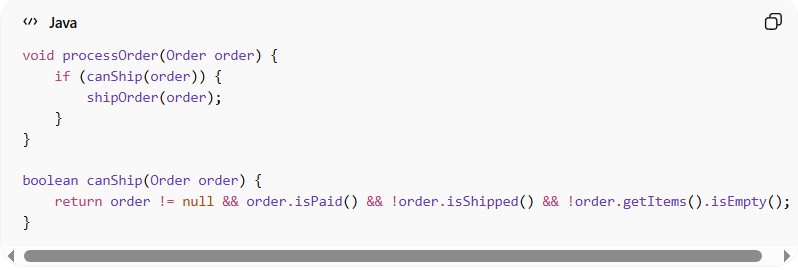 Java
void processOrder(Order order) {
    if (canShip(order)) {
        shipOrder(order);
    }
}

boolean canShip(Order order) {
    return order != null && order.isPaid() && !order.isShipped() && !order.getItems().isEmpty();
}